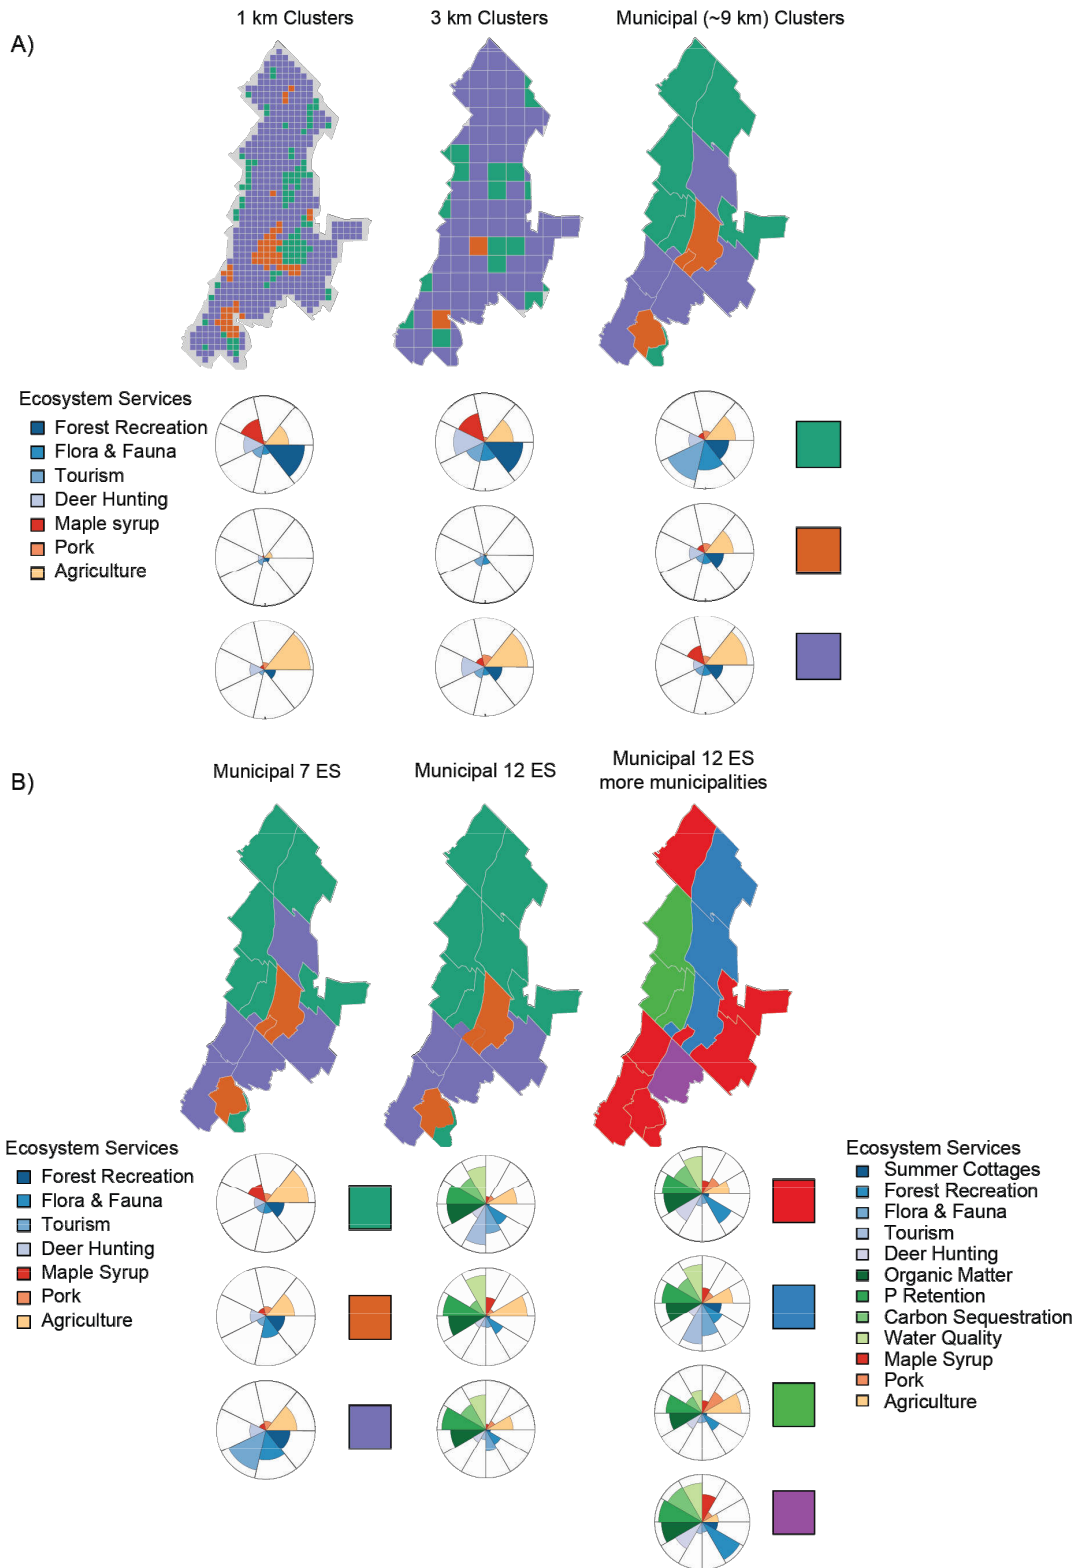 1 km Clusters
3 km Clusters
Municipal (~9 km) Clusters
A)
Ecosystem Services
Forest Recreation
Flora & Fauna
Tourism
Deer Hunting
Maple syrup
Pork
Agriculture
B)
Municipal 7 ES
Municipal 12 ES
Municipal 12 ES
more municipalities
Ecosystem Services
Forest Recreation
Flora & Fauna
Tourism
Deer Hunting
Maple Syrup
Pork
Agriculture
Ecosystem Services
Summer Cottages
Forest Recreation
Flora & Fauna
Tourism
Deer Hunting
Organic Matter
P Retention
Carbon Sequestration
Water Quality
Maple Syrup
Pork
Agriculture